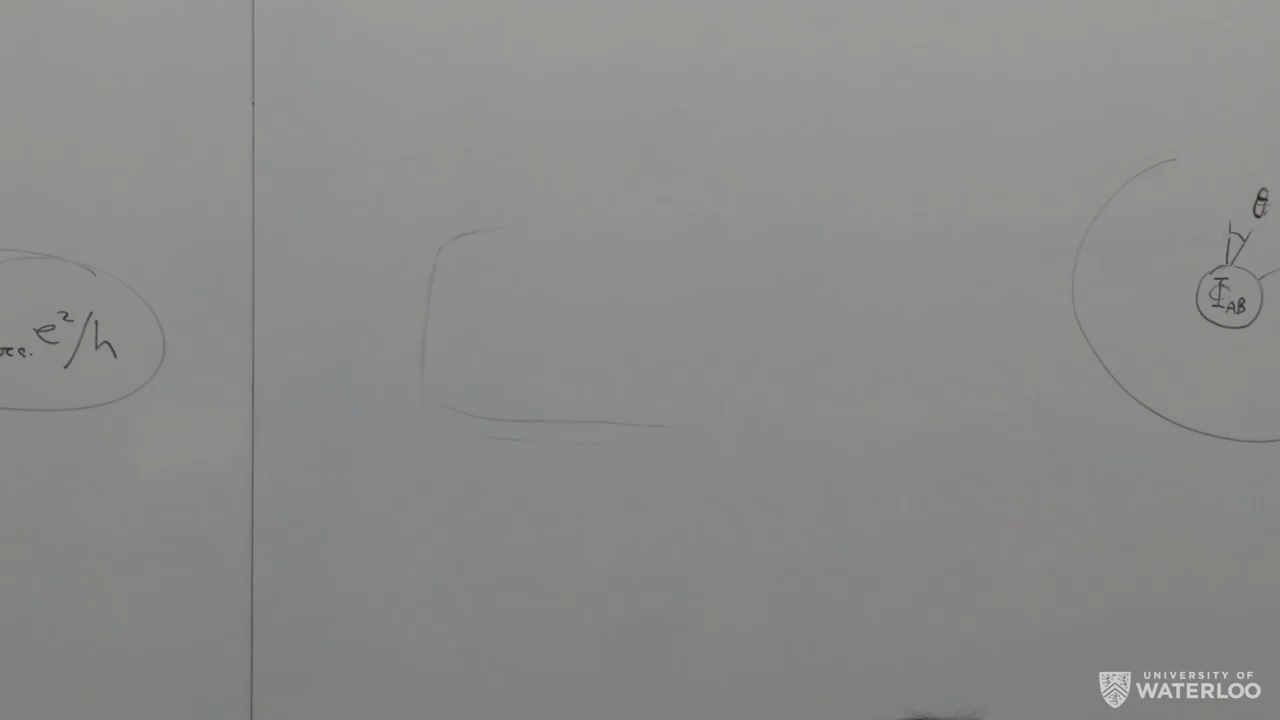 e²/h
θ
Φ_AB
UNIVERSITY OF
WATERLOO